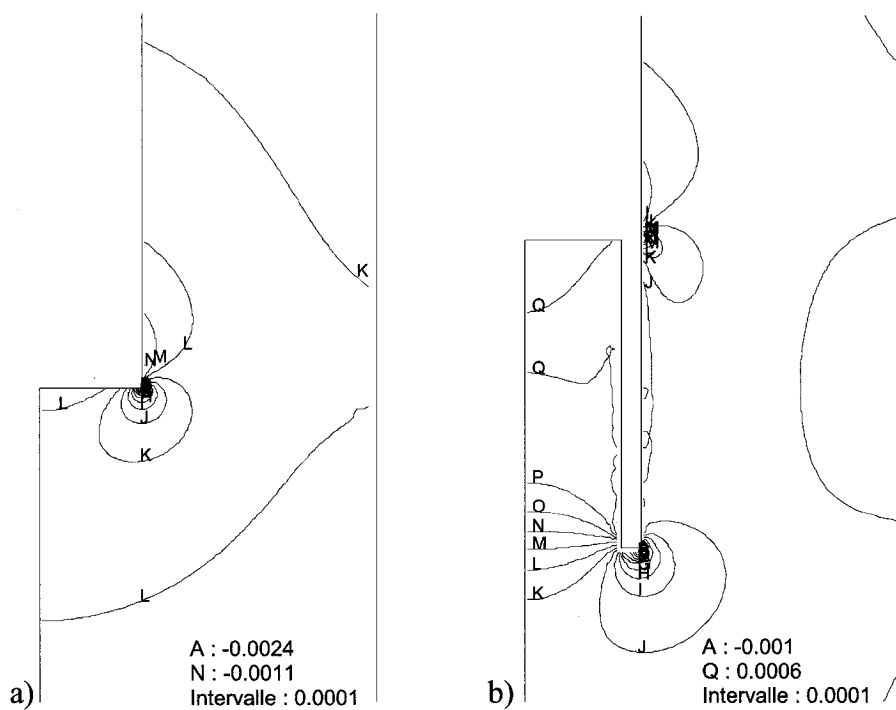 K
N M L
L
J
K
L
A : -0.0024
N : -0.0011
Intervalle : 0.0001
a)
K
J
Q
Q
P
O
N
M
L
K
H
I
J
A : -0.001
Q : 0.0006
Intervalle : 0.0001
b)